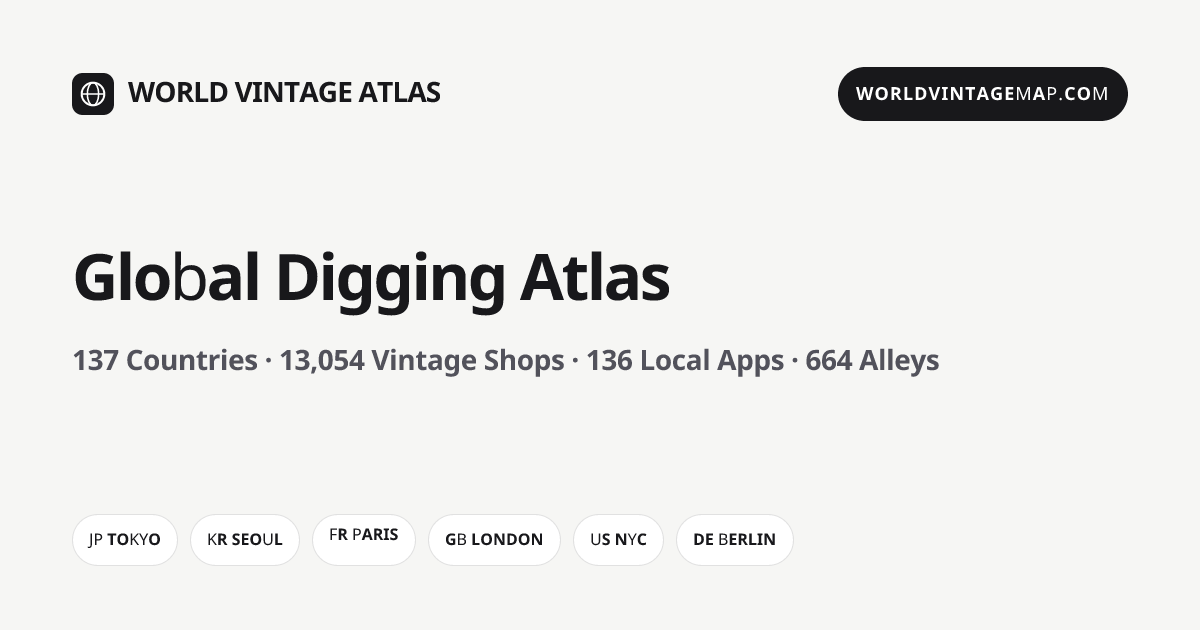 WORLD VINTAGE ATLAS
WORLDVINTAGEMAP.COM
Global Digging Atlas
137 Countries · 13,054 Vintage Shops · 136 Local Apps · 664 Alleys
JP TOKYO
KR SEOUL
FR PARIS
GB LONDON
US NYC
DE BERLIN